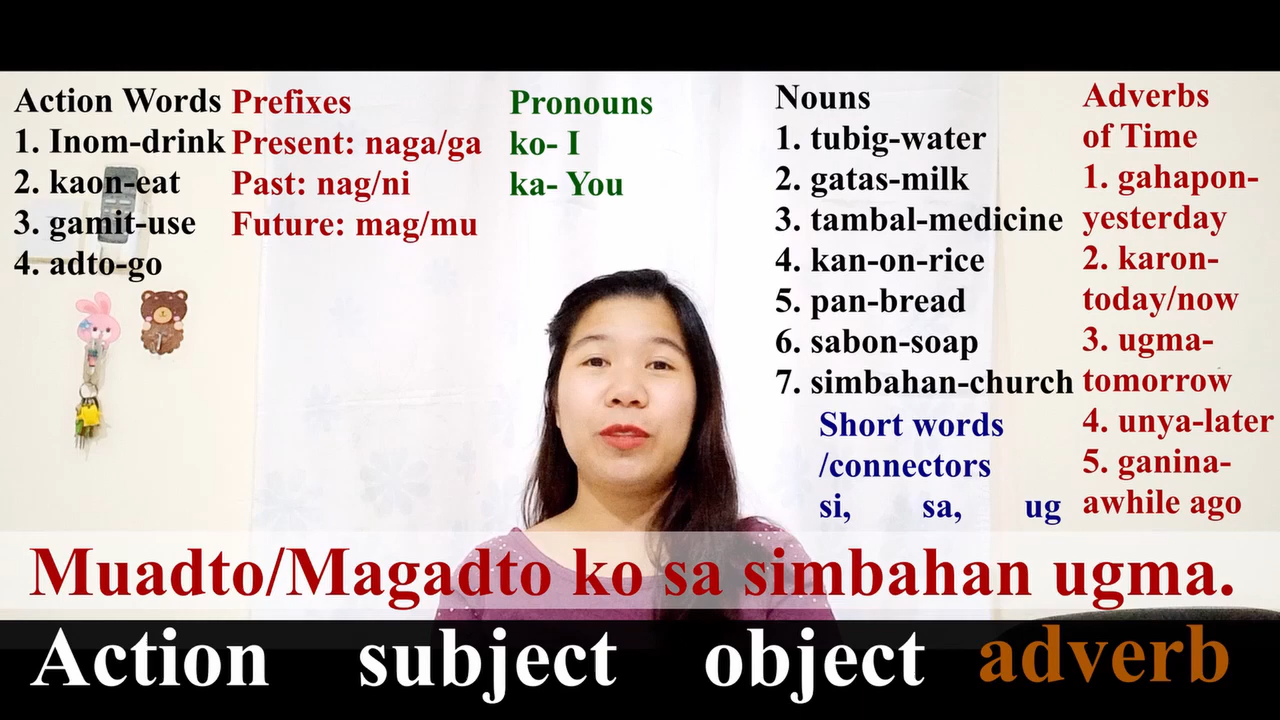 Action Words
1. Inom-drink
2. kaon-eat
3. gamit-use
4. adto-go
Prefixes
Present: naga/ga
Past: nag/ni
Future: mag/mu
Pronouns
ko- I
ka- You
Nouns
1. tubig-water
2. gatas-milk
3. tambal-medicine
4. kan-on-rice
5. pan-bread
6. sabon-soap
7. simbahan-church
Short words
/connectors
si, sa, ug
Adverbs
of Time
1. gahapon-
yesterday
2. karon-
today/now
3. ugma-
tomorrow
4. unya-later
5. ganina-
awhile ago
Muadto/Magadto ko sa simbahan ugma.
Action subject object adverb